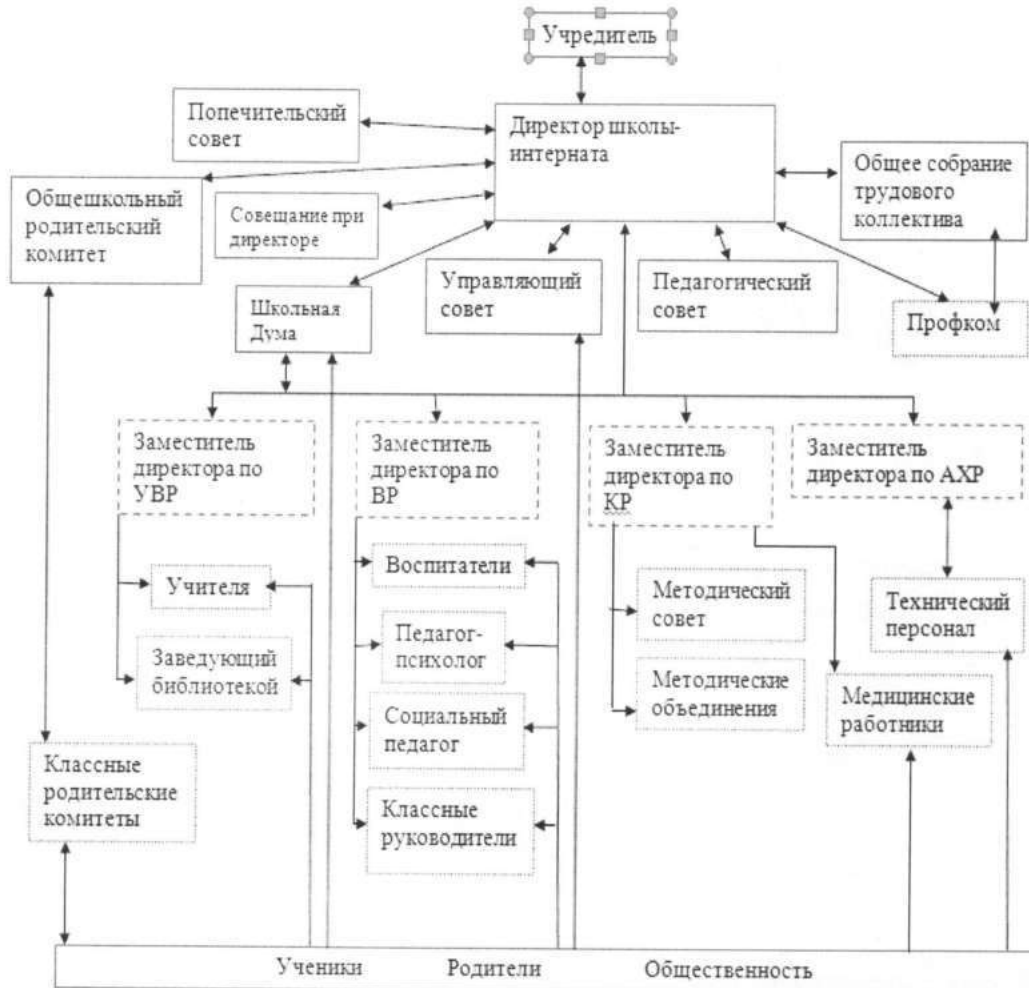 Учредитель
Попечительский
совет
Директор школы-
интерната
Общее собрание
трудового
коллектива
Общешкольный
родительский
комитет
Совещание при
директоре
Управляющий
совет
Педагогический
совет
Школьная
Дума
Профком
Заместитель
директора по
УВР
Заместитель
директора по
ВР
Заместитель
директора по
КР
Заместитель
директора по АХР
Учителя
Заведующий
библиотекой
Воспитатели
Педагог-
психолог
Социальный
педагог
Классные
руководители
Методический
совет
Методические
объединения
Технический
персонал
Медицинские
работники
Классные
родительские
комитеты
Ученики Родители Общественность